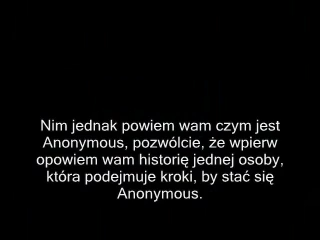 Nim jednak powiem wam czym jest
Anonymous, pozwólcie, że wpierw
opowiem wam historię jednej osoby,
która podejmuje kroki, by stać się
Anonymous.